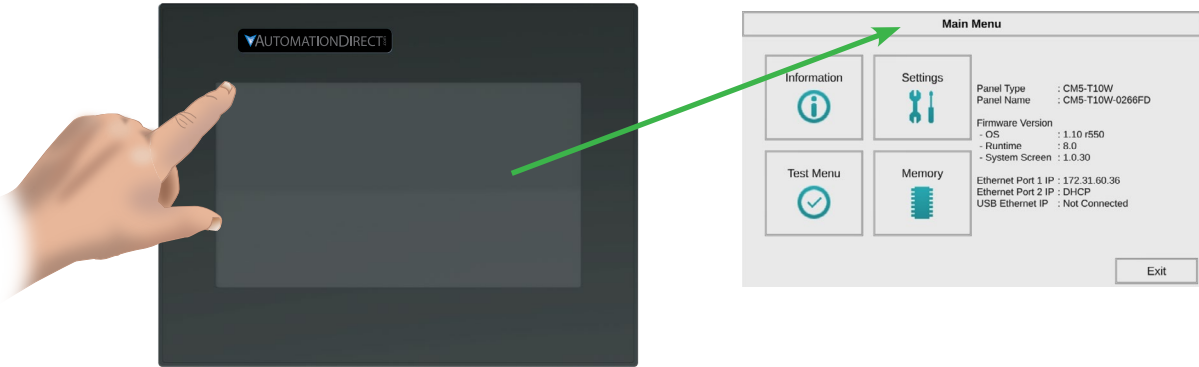 AUTOMATIONDIRECT
Main Menu
Information
Settings
Test Menu
Memory
Panel Type : CM5-T10W
Panel Name : CM5-T10W-0266FD
Firmware Version
- OS : 1.10 r550
- Runtime : 8.0
- System Screen : 1.0.30
Ethernet Port 1 IP : 172.31.60.36
Ethernet Port 2 IP : DHCP
USB Ethernet IP : Not Connected
Exit